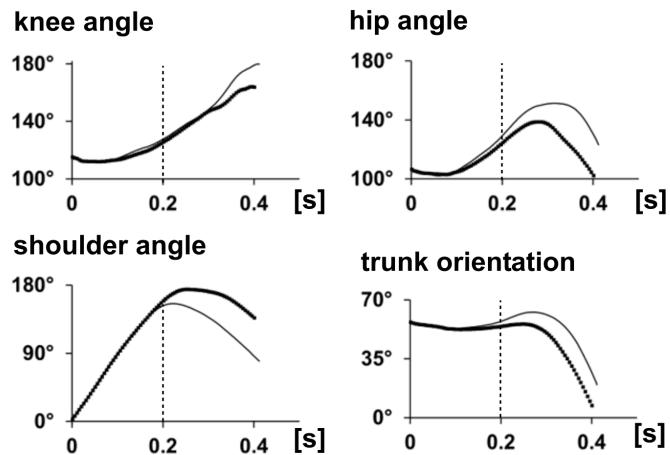 knee angle
180°
140°
100°
0 0.2 0.4 [s]
hip angle
180°
140°
100°
0 0.2 0.4 [s]
shoulder angle
180°
90°
0°
0 0.2 0.4 [s]
trunk orientation
70°
35°
0°
0 0.2 0.4 [s]